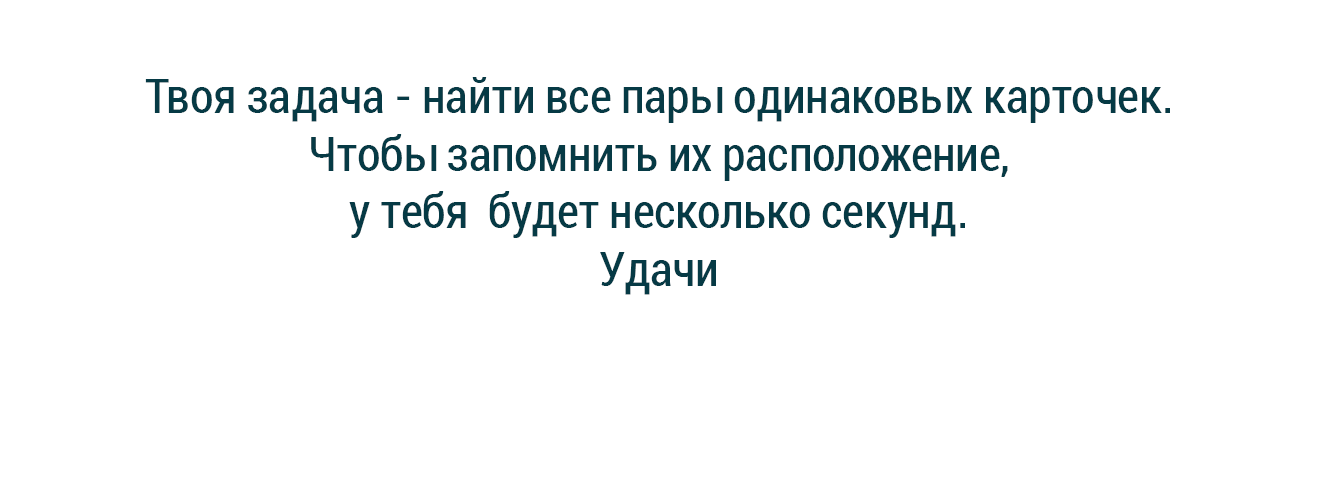 Твоя задача - найти все пары одинаковых карточек.
Чтобы запомнить их расположение,
у тебя  будет несколько секунд.
Удачи